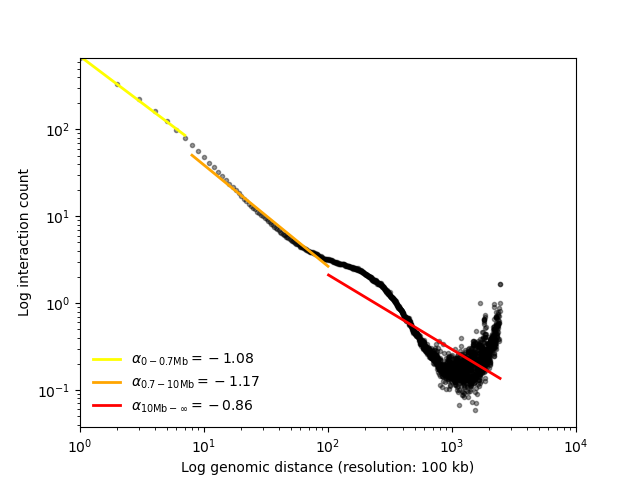 Log interaction count
10²
10¹
10⁰
10⁻¹
α₀₋₀.₇Mb = −1.08
α₀.₇₋₁₀Mb = −1.17
α₁₀Mb₋∞ = −0.86
10⁰ 10¹ 10² 10³ 10⁴
Log genomic distance (resolution: 100 kb)